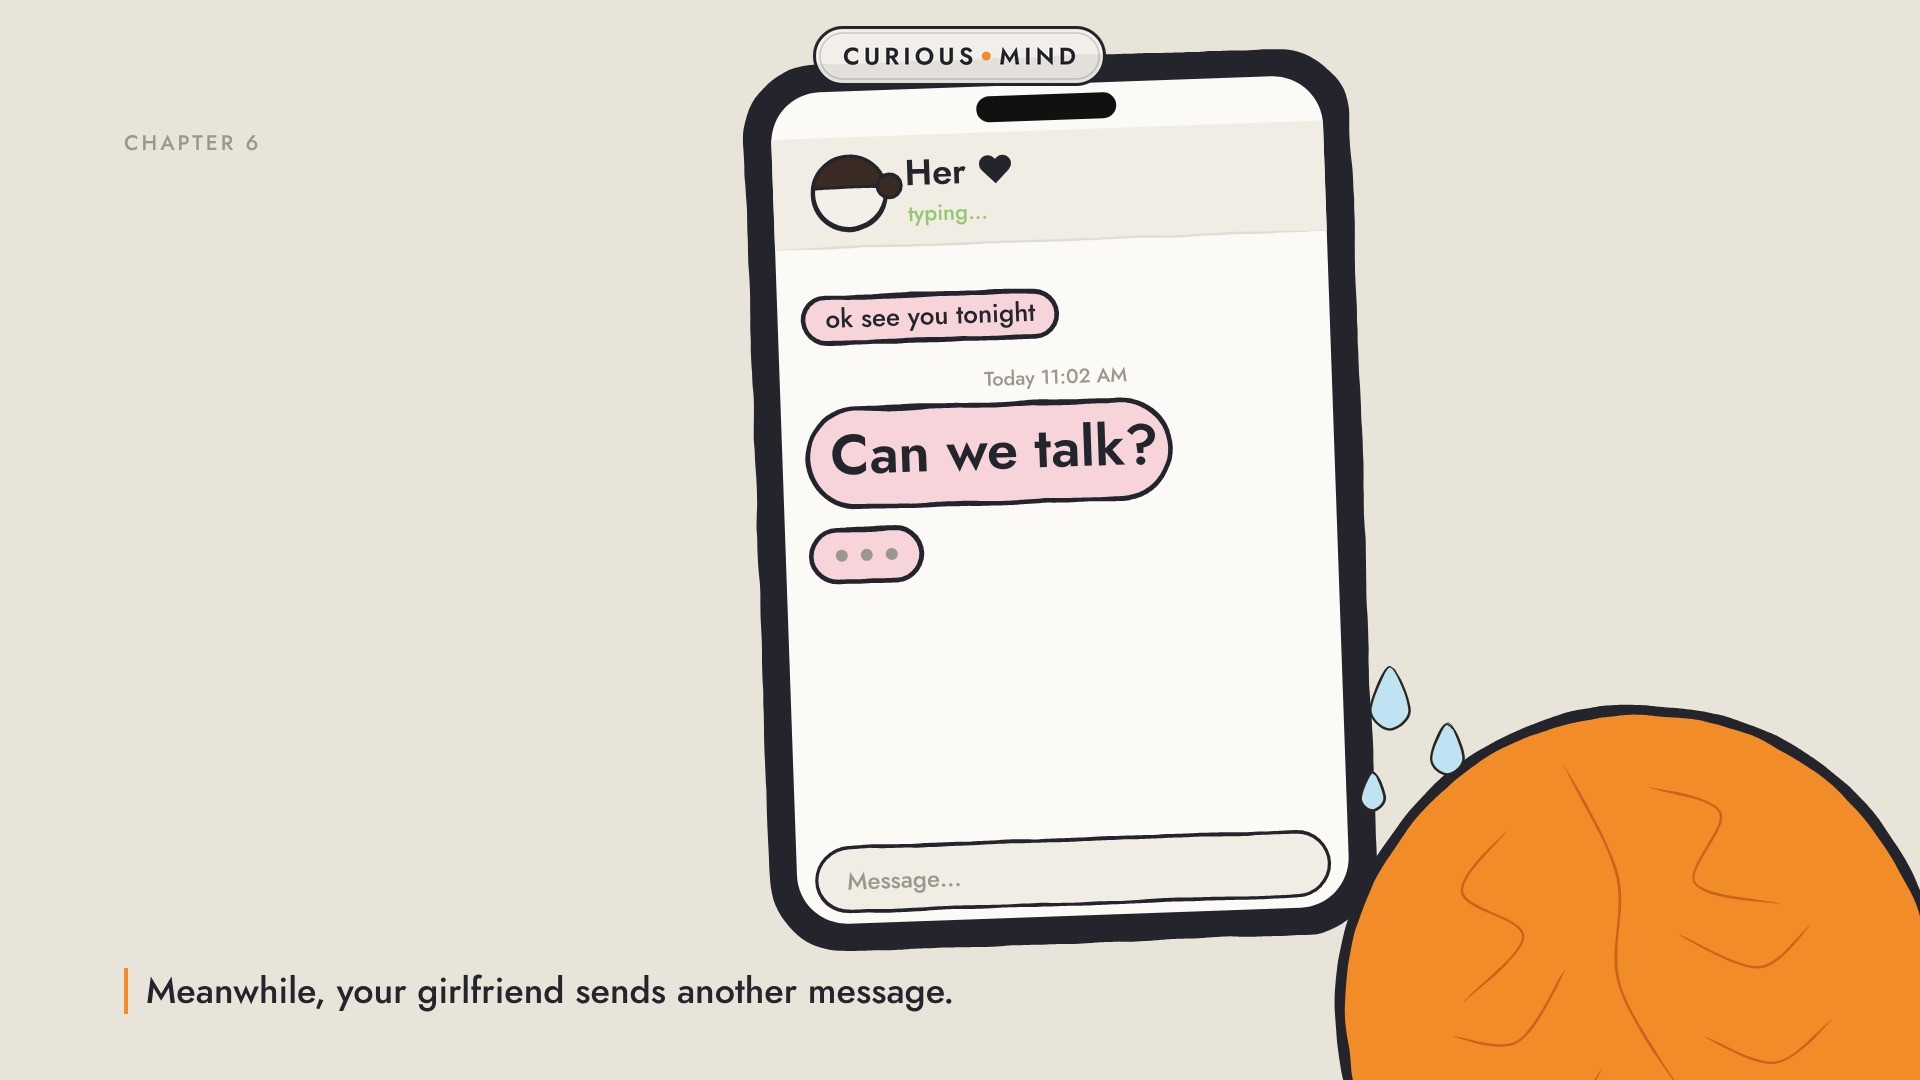 CURIOUS•MIND
CHAPTER 6
Her ♥
typing...
ok see you tonight
Today 11:02 AM
Can we talk?
Message...
Meanwhile, your girlfriend sends another message.